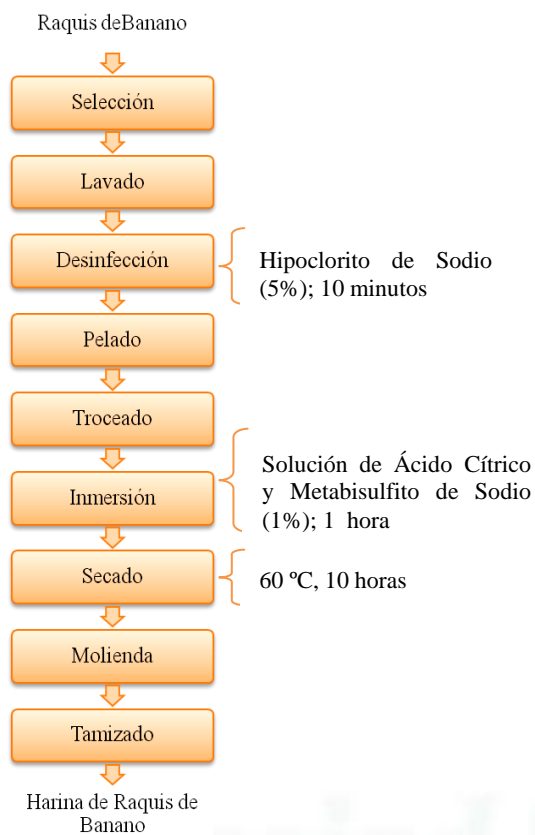 Raquis deBanano
Selección
Lavado
Desinfección
Hipoclorito de Sodio
(5%); 10 minutos
Pelado
Troceado
Inmersión
Solución de Ácido Cítrico
y Metabisulfito de Sodio
(1%); 1 hora
Secado
60 ºC, 10 horas
Molienda
Tamizado
Harina de Raquis de
Banano